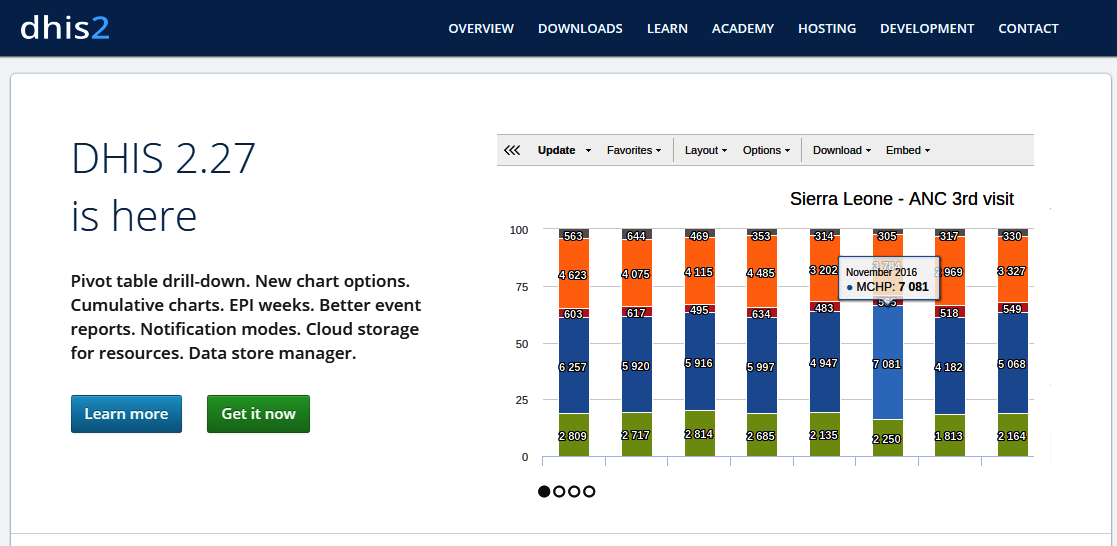 dhis2
OVERVIEW DOWNLOADS LEARN ACADEMY HOSTING DEVELOPMENT CONTACT
DHIS 2.27
is here
Pivot table drill-down. New chart options.
Cumulative charts. EPI weeks. Better event
reports. Notification modes. Cloud storage
for resources. Data store manager.
Learn more Get it now
Update Favorites Layout Options Download Embed
Sierra Leone - ANC 3rd visit
100
563 644 469 353 314 305 317 330
4 623 4 075 4 115 4 485 3 202 969 3 327
75
November 2016
MCHP: 7 081
603 617 495 634 483 518 549
50
6 257 5 920 5 916 5 997 4 947 7 081 4 182 5 068
25
2 809 2 717 2 814 2 685 2 135 2 250 1 813 2 164
0